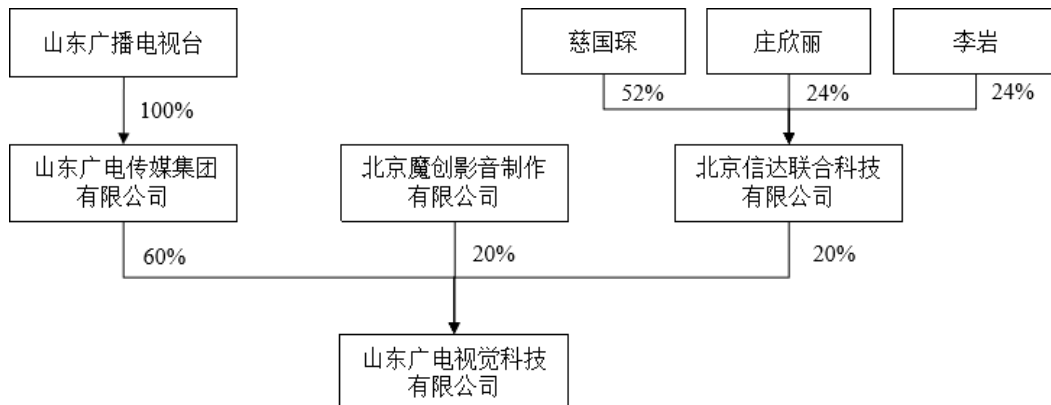 山东广播电视台
慈国琛
庄欣丽
李岩
100%
52%
24%
24%
山东广电传媒集团
有限公司
北京魔创影音制作
有限公司
北京信达联合科技
有限公司
60%
20%
20%
山东广电视觉科技
有限公司